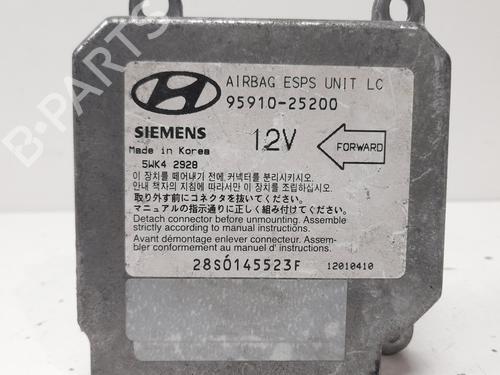 AIRBAG ESPS UNIT LC
95910-25200
SIEMENS
12V
FORWARD
Made in Korea
5WK4 2928
이 장치를 떼어내기 전에, 커넥터를 분리시키시오.
안내 책자의 지침에 따라서만 이 장치를 조립하십시오.
取り外す前にコネクタを抜いてください。
マニュアルの指示通りに正しく組み付けてください。
Detach connector before unmounting. Assemble
strictly according to manual instructions.
Avant démontage enlever connecteur. Assem-
bler conformement au manuel d' instructions.
28S0145523F
12010410
B-PARTS